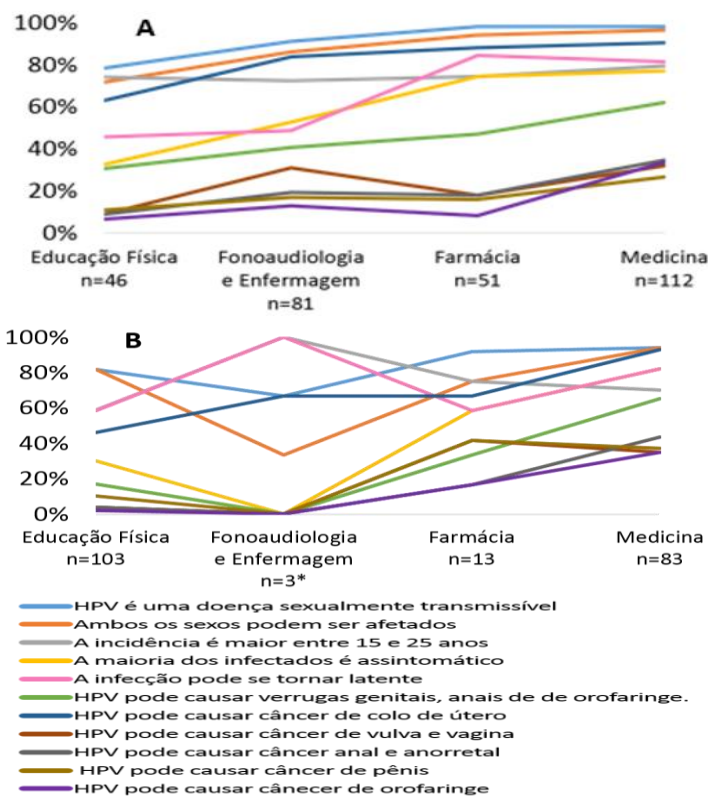 A
100%
80%
60%
40%
20%
0%
Educação Física
n=46
Fonoaudiologia
e Enfermagem
n=81
Farmácia
n=51
Medicina
n=112
B
100%
80%
60%
40%
20%
0%
Educação Física
n=103
Fonoaudiologia
e Enfermagem
n=3*
Farmácia
n=13
Medicina
n=83
HPV é uma doença sexualmente transmissível
Ambos os sexos podem ser afetados
A incidência é maior entre 15 e 25 anos
A maioria dos infectados é assintomático
A infecção pode se tornar latente
HPV pode causar verrugas genitais, anais de de orofaringe.
HPV pode causar câncer de colo de útero
HPV pode causar câncer de vulva e vagina
HPV pode causar câncer anal e anorretal
HPV pode causar câncer de pênis
HPV pode causar cânecer de orofaringe